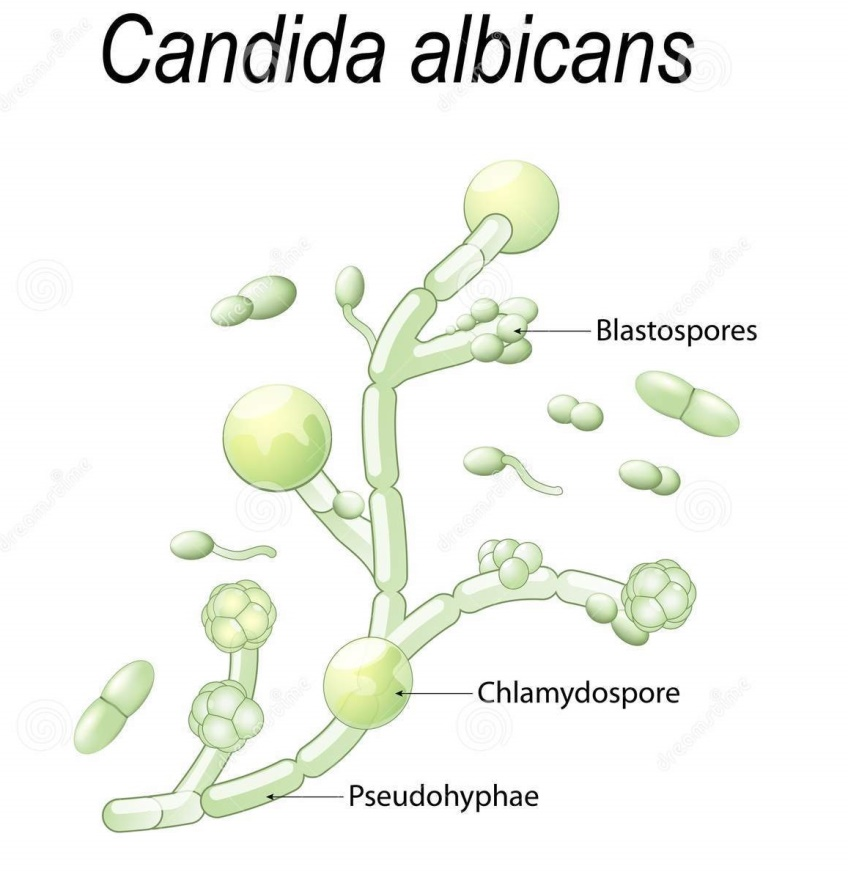 Candida albicans
Blastospores
Chlamydospore
Pseudohyphae